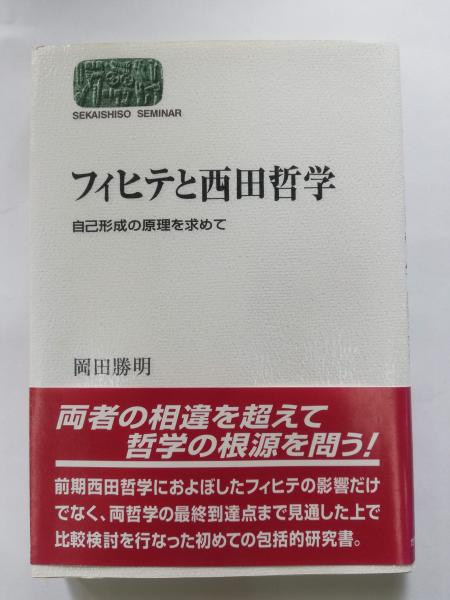 SEKAISHISO SEMINAR
フィヒテと西田哲学
自己形成の原理を求めて
岡田勝明
両者の相違を超えて
哲学の根源を問う!
前期西田哲学におよぼしたフィヒテの影響だけ
でなく、両哲学の最終到達点まで見通した上で
比較検討を行なった初めての包括的研究書。